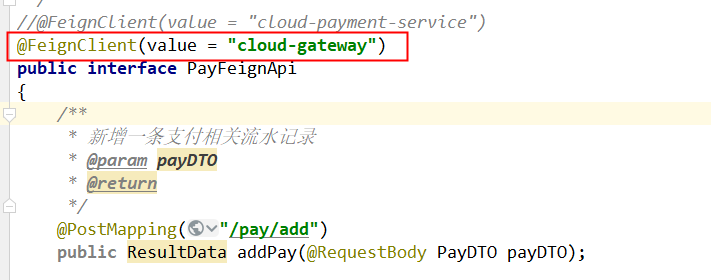 */
//@FeignClient(value = "cloud-payment-service")
@FeignClient(value = "cloud-gateway")
public interface PayFeignApi
{
/**
* 新增一条支付相关流水记录
* @param payDTO
* @return
*/
@PostMapping("/pay/add")
public ResultData addPay(@RequestBody PayDTO payDTO);